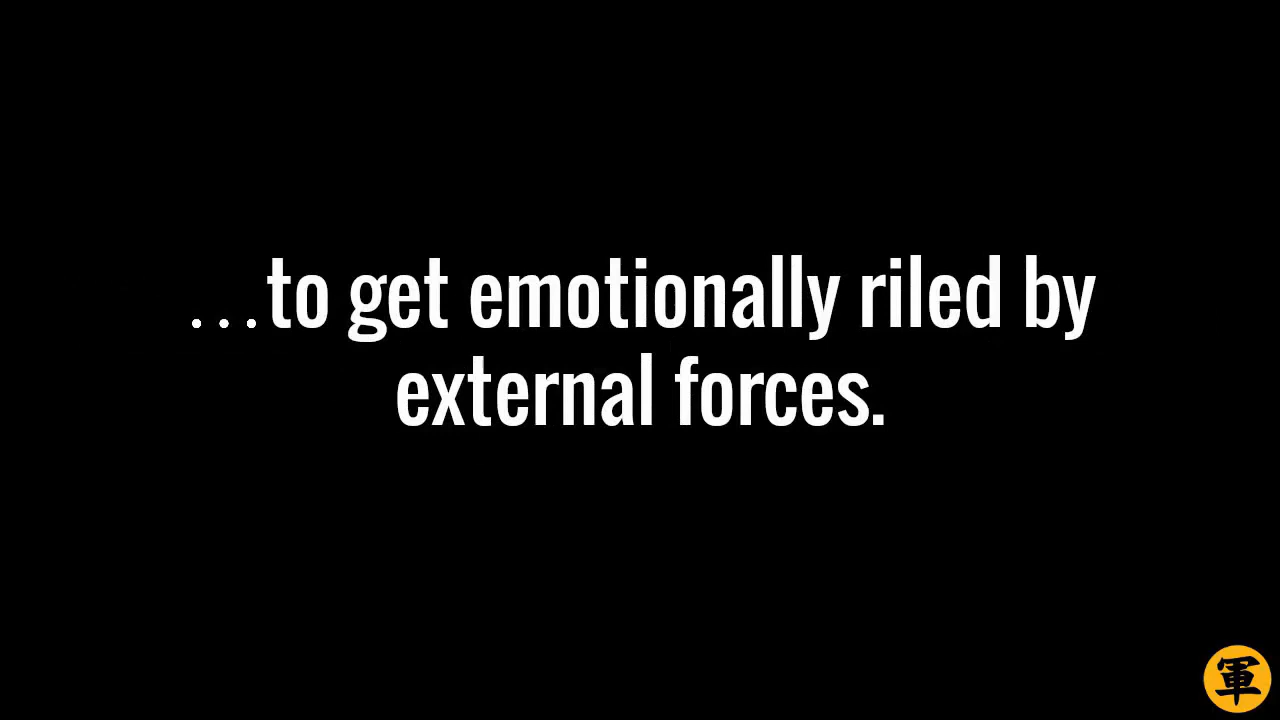 …to get emotionally riled by
external forces.
軍